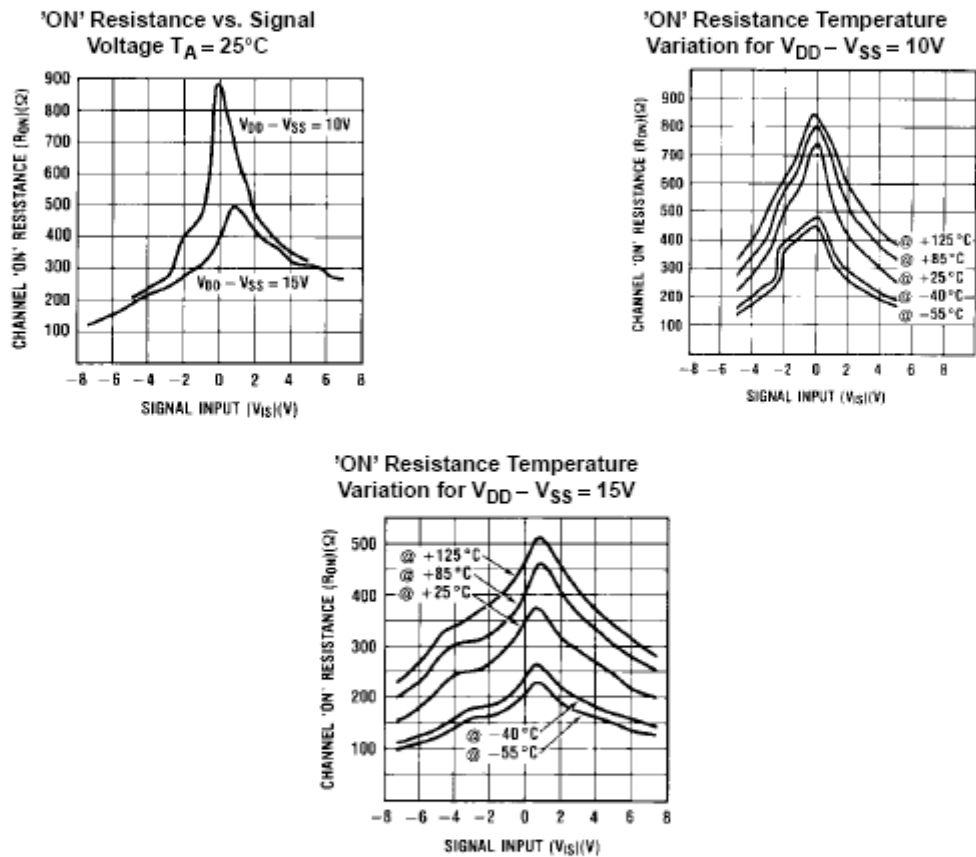 'ON' Resistance vs. Signal
Voltage TA = 25°C
CHANNEL 'ON' RESISTANCE (RON)(Ω)
900
800
700
600
500
400
300
200
100
VDD – VSS = 10V
VDD – VSS = 15V
-8 -6 -4 -2 0 2 4 6 8
SIGNAL INPUT (VIS)(V)
'ON' Resistance Temperature
Variation for VDD – VSS = 10V
CHANNEL 'ON' RESISTANCE (RON)(Ω)
900
800
700
600
500
400
300
200
100
@ +125°C
@ +85°C
@ +25°C
@ -40°C
@ -55°C
-8 -6 -4 -2 0 2 4 6 8
SIGNAL INPUT (VIS)(V)
'ON' Resistance Temperature
Variation for VDD – VSS = 15V
CHANNEL 'ON' RESISTANCE (RON)(Ω)
500
400
300
200
100
@ +125°C
@ +85°C
@ +25°C
@ -40°C
@ -55°C
-8 -6 -4 -2 0 2 4 6 8
SIGNAL INPUT (VIS)(V)